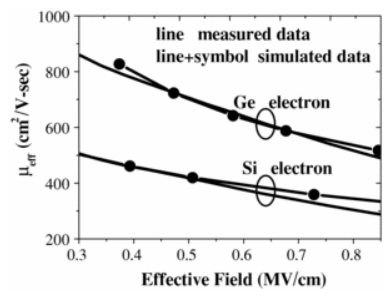 1000
800
600
400
200
μeff (cm²/V-sec)
line measured data
line+symbol simulated data
Ge electron
Si electron
0.3 0.4 0.5 0.6 0.7 0.8
Effective Field (MV/cm)